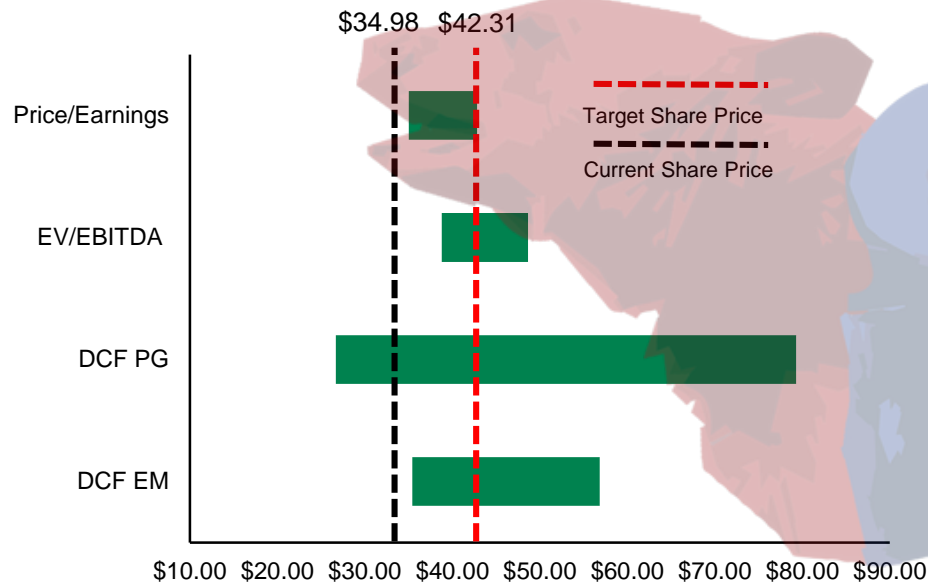 $34.98 $42.31
Price/Earnings
Target Share Price
Current Share Price
EV/EBITDA
DCF PG
DCF EM
$10.00 $20.00 $30.00 $40.00 $50.00 $60.00 $70.00 $80.00 $90.00